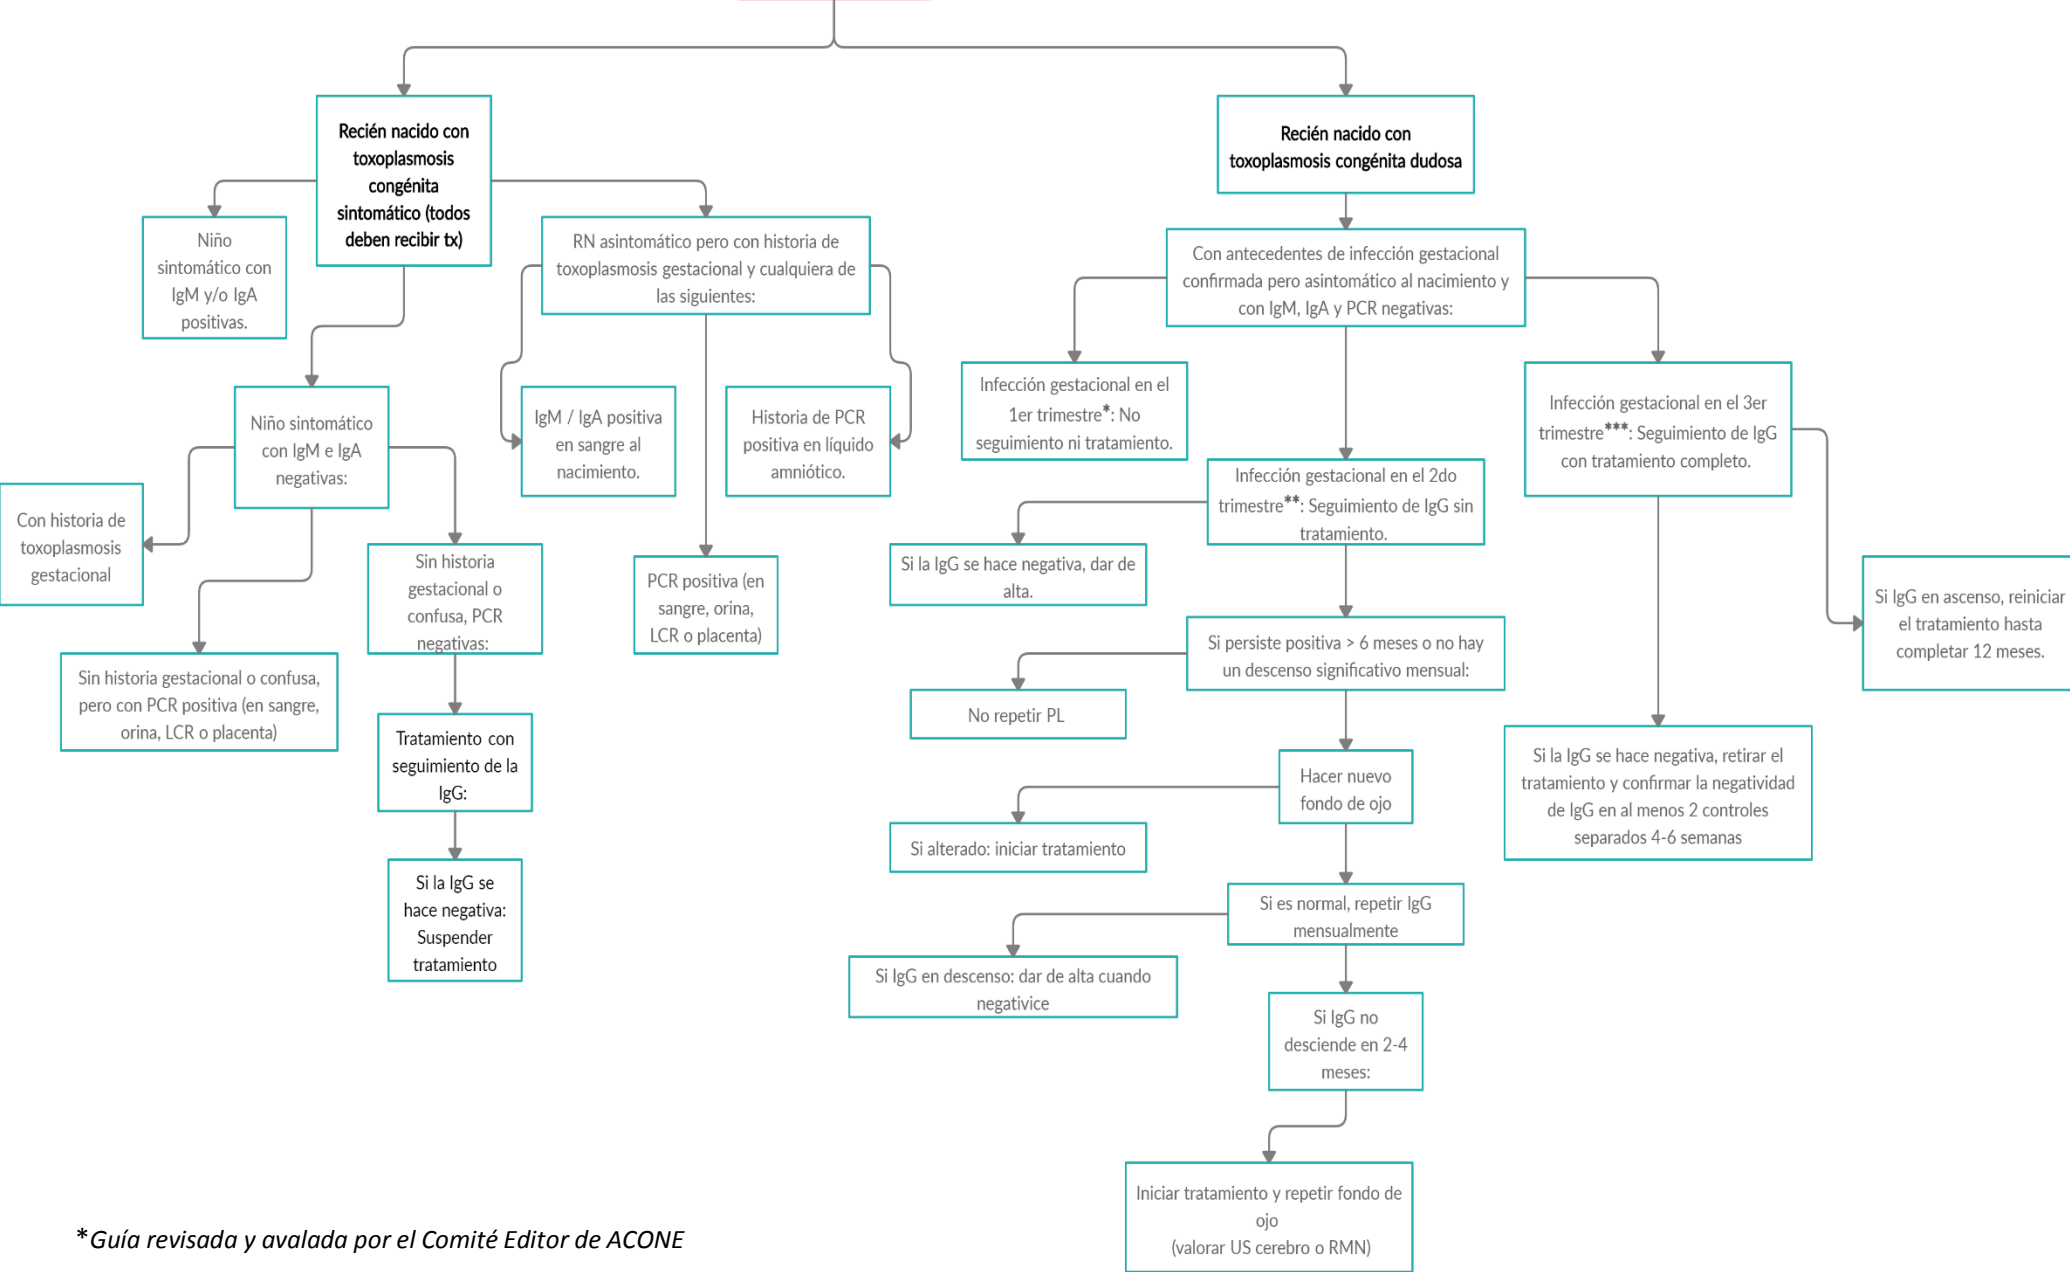 Recién nacido con
toxoplasmosis
congénita
sintomático (todos
deben recibir tx)
Recién nacido con
toxoplasmosis congénita dudosa
Niño
sintomático con
IgM y/o IgA
positivas.
RN asintomático pero con historia de
toxoplasmosis gestacional y cualquiera de
las siguientes:
Con antecedentes de infección gestacional
confirmada pero asintomático al nacimiento y
con IgM, IgA y PCR negativas:
Niño sintomático
con IgM e IgA
negativas:
IgM / IgA positiva
en sangre al
nacimiento.
Historia de PCR
positiva en líquido
amniótico.
Infección gestacional en el
1er trimestre*: No
seguimiento ni tratamiento.
Infección gestacional en el 3er
trimestre***: Seguimiento de IgG
con tratamiento completo.
Infección gestacional en el 2do
trimestre**: Seguimiento de IgG sin
tratamiento.
Con historia de
toxoplasmosis
gestacional
Sin historia
gestacional o
confusa, PCR
negativas:
PCR positiva (en
sangre, orina,
LCR o placenta)
Si la IgG se hace negativa, dar de
alta.
Si IgG en ascenso, reiniciar
el tratamiento hasta
completar 12 meses.
Sin historia gestacional o confusa,
pero con PCR positiva (en sangre,
orina, LCR o placenta)
Si persiste positiva > 6 meses o no hay
un descenso significativo mensual:
No repetir PL
Tratamiento con
seguimiento de la
IgG:
Hacer nuevo
fondo de ojo
Si la IgG se hace negativa, retirar el
tratamiento y confirmar la negatividad
de IgG en al menos 2 controles
separados 4-6 semanas
Si alterado: iniciar tratamiento
Si la IgG se
hace negativa:
Suspender
tratamiento
Si es normal, repetir IgG
mensualmente
Si IgG en descenso: dar de alta cuando
negativice
Si IgG no
desciende en 2-4
meses:
Iniciar tratamiento y repetir fondo de
ojo
(valorar US cerebro o RMN)
*Guía revisada y avalada por el Comité Editor de ACONE